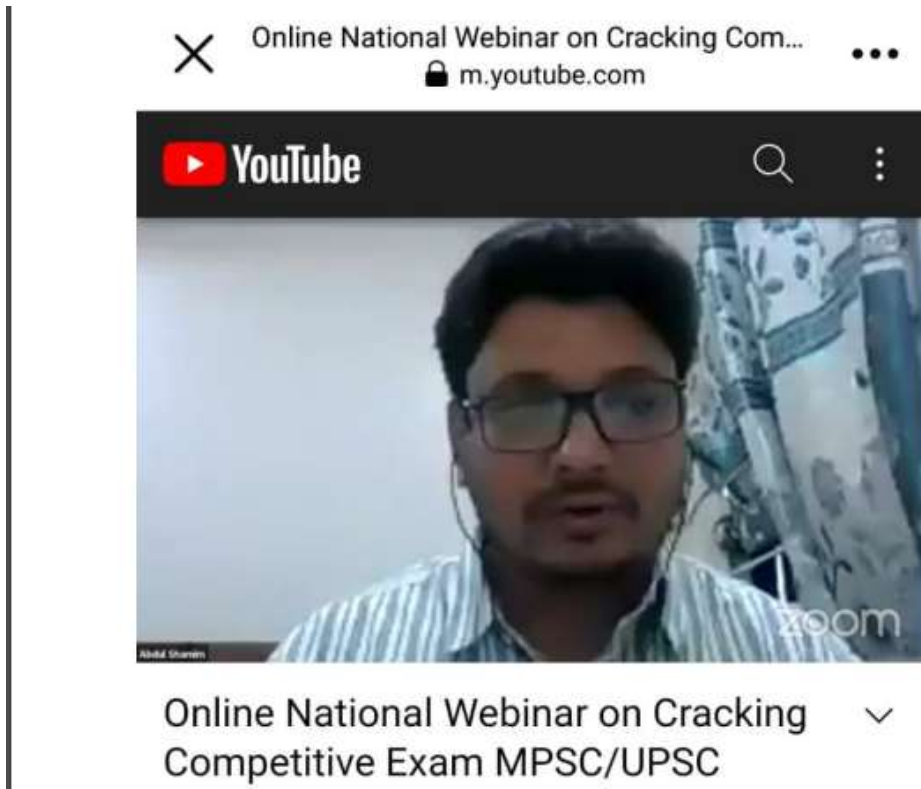 Online National Webinar on Cracking Com...
m.youtube.com
YouTube
zoom
Abdul Shamim
Online National Webinar on Cracking
Competitive Exam MPSC/UPSC